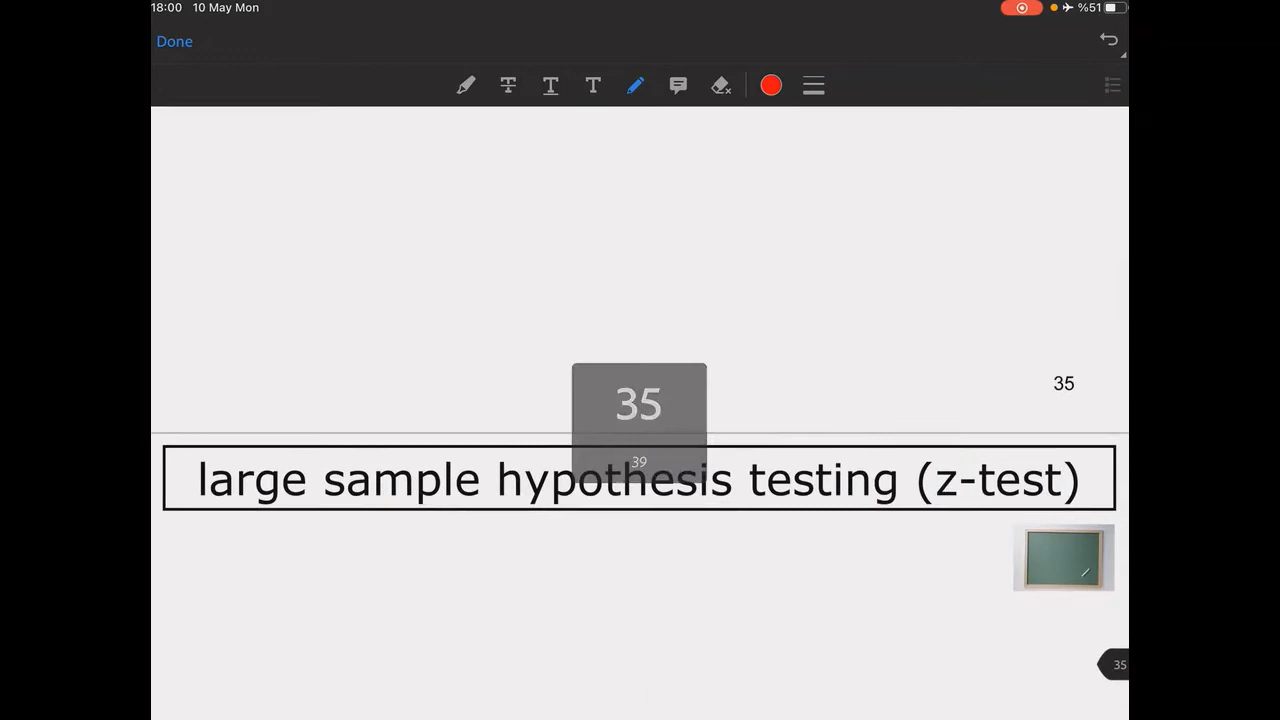 18:00 10 May Mon %51
Done
T T T
35
35
39
large sample hypothesis testing (z-test)
35